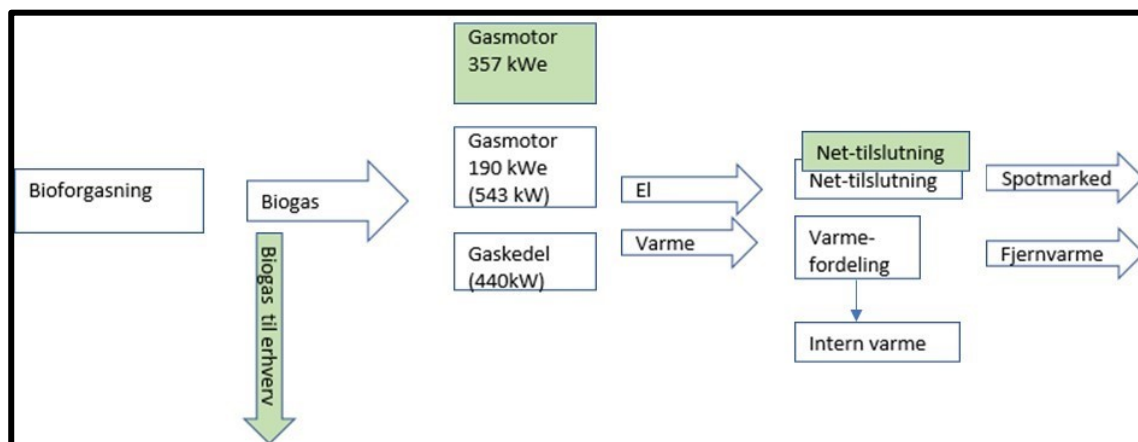 Gasmotor
357 kWe
Bioforgasning
Biogas
Biogas til erhverv
Gasmotor
190 kWe
(543 kW)
Gaskedel
(440kW)
El
Varme
Net-tilslutning
Net-tilslutning
Varme-
fordeling
Intern varme
Spotmarked
Fjernvarme